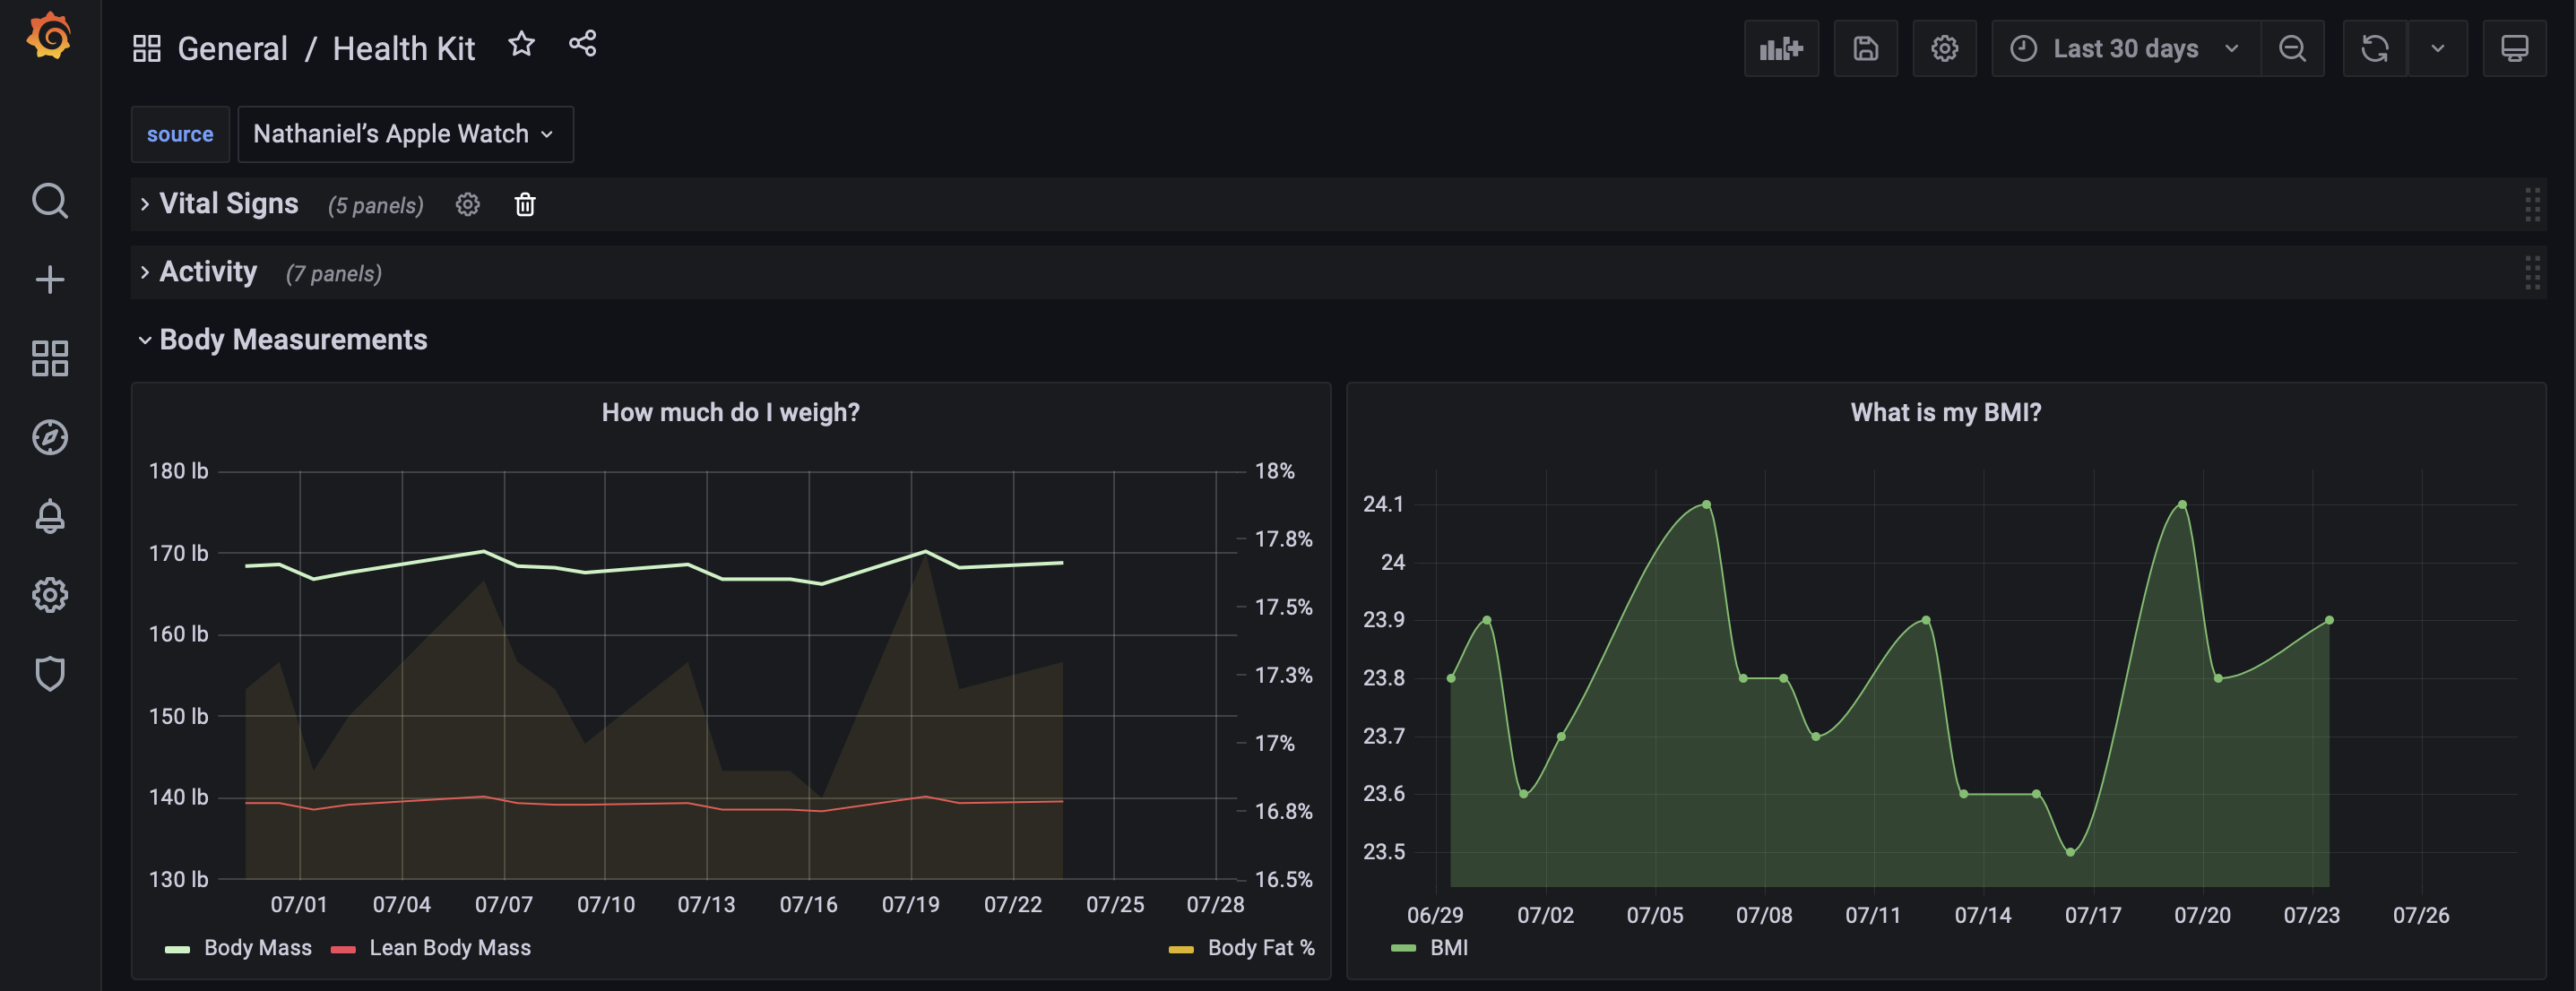 General / Health Kit
Last 30 days
source
Nathaniel’s Apple Watch
Vital Signs (5 panels)
Activity (7 panels)
Body Measurements
How much do I weigh?
180 lb
170 lb
160 lb
150 lb
140 lb
130 lb
18%
17.8%
17.5%
17.3%
17%
16.8%
16.5%
07/01 07/04 07/07 07/10 07/13 07/16 07/19 07/22 07/25 07/28
Body Mass Lean Body Mass Body Fat %
What is my BMI?
24.1
24
23.9
23.8
23.7
23.6
23.5
06/29 07/02 07/05 07/08 07/11 07/14 07/17 07/20 07/23 07/26
BMI